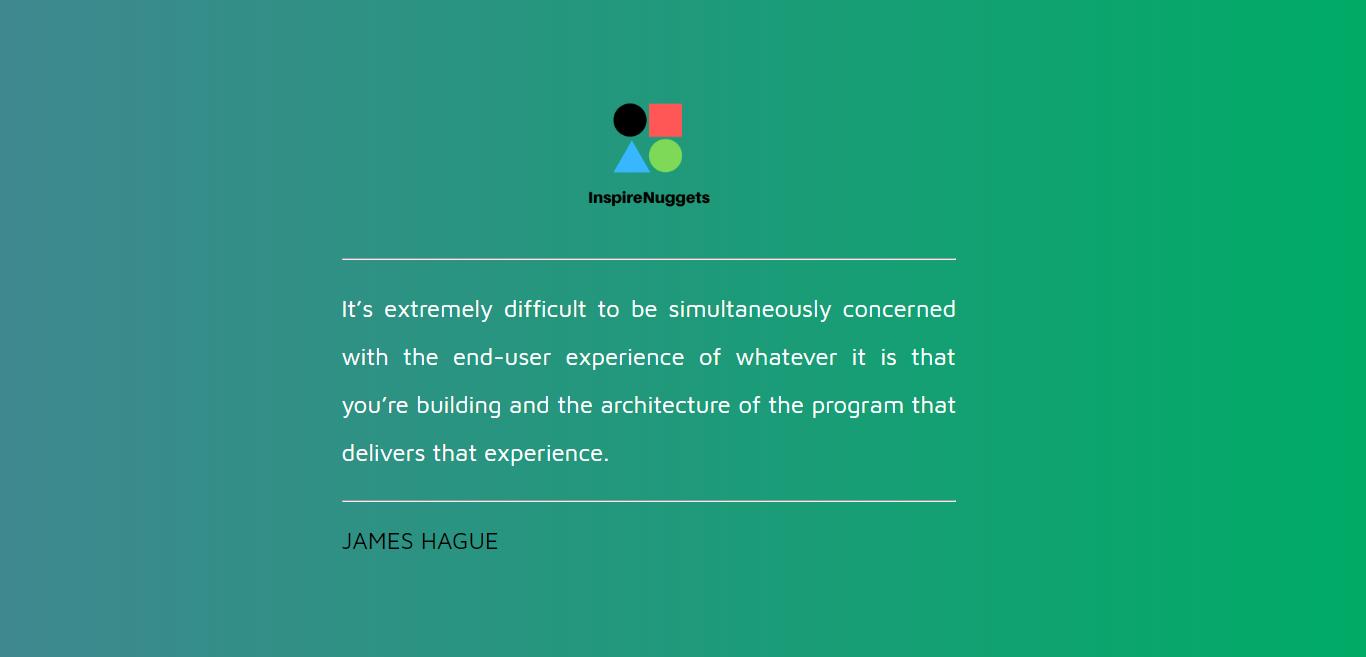 InspireNuggets
It’s extremely difficult to be simultaneously concerned
with the end-user experience of whatever it is that
you’re building and the architecture of the program that
delivers that experience.
JAMES HAGUE